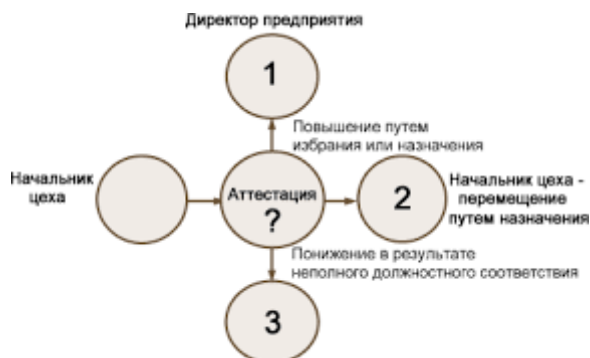 Директор предприятия
1
Повышение путем
избрания или назначения
Начальник
цеха
Аттестация
?
2
Начальник цеха -
перемещение
путем назначения
Понижение в результате
неполного должностного соответствия
3